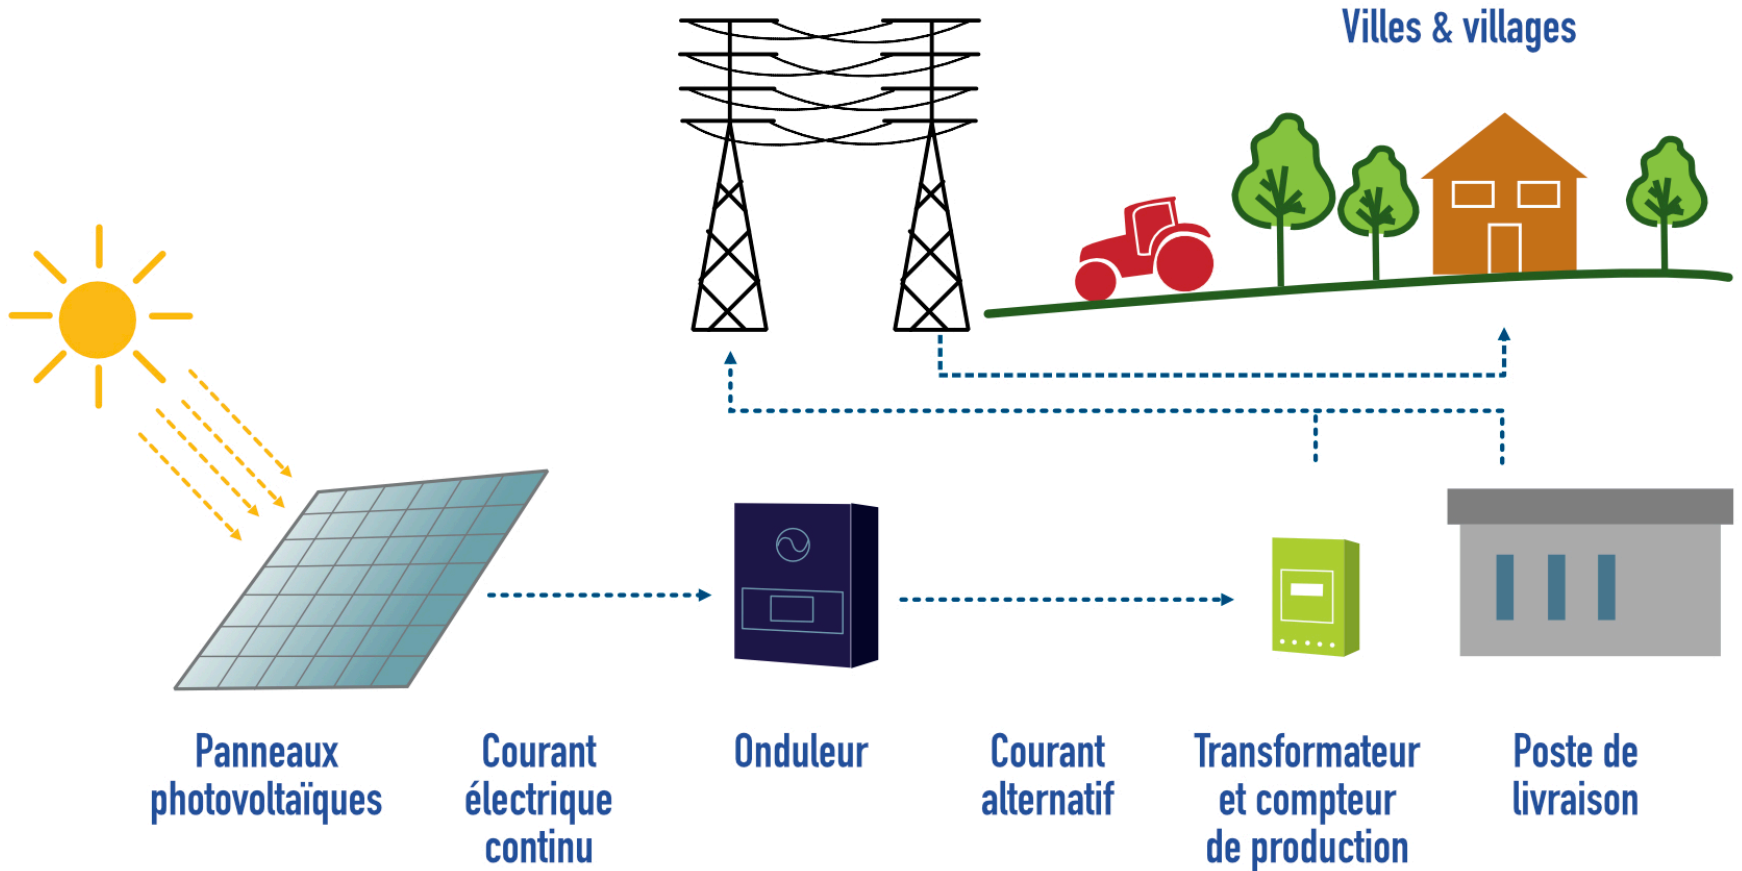 Villes & villages
Panneaux
photovoltaïques
Courant
électrique
continu
Onduleur
Courant
alternatif
Transformateur
et compteur
de production
Poste de
livraison